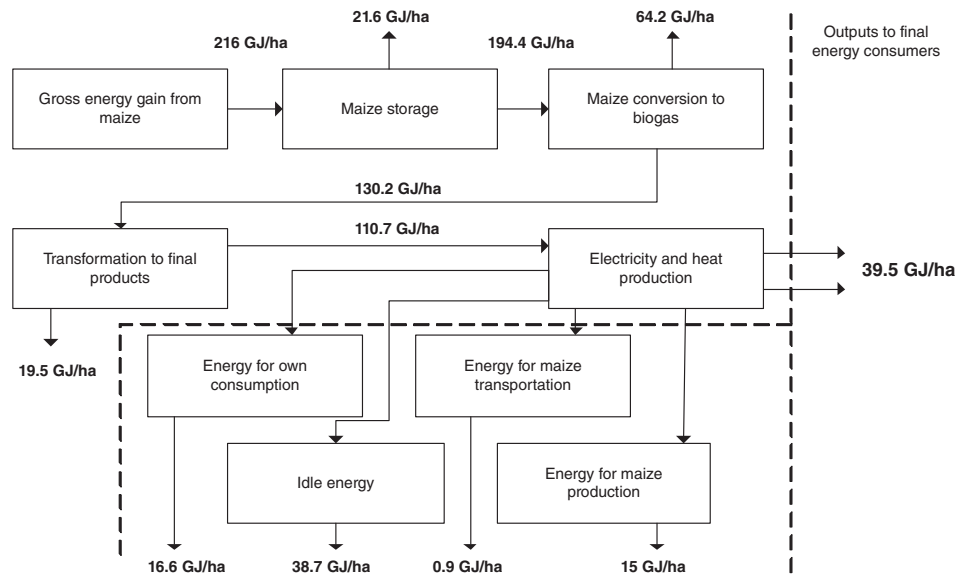 21.6 GJ/ha
64.2 GJ/ha
Outputs to final
energy consumers
216 GJ/ha
194.4 GJ/ha
Gross energy gain from
maize
Maize storage
Maize conversion to
biogas
130.2 GJ/ha
110.7 GJ/ha
Transformation to final
products
Electricity and heat
production
39.5 GJ/ha
19.5 GJ/ha
Energy for own
consumption
Energy for maize
transportation
Idle energy
Energy for maize
production
16.6 GJ/ha
38.7 GJ/ha
0.9 GJ/ha
15 GJ/ha